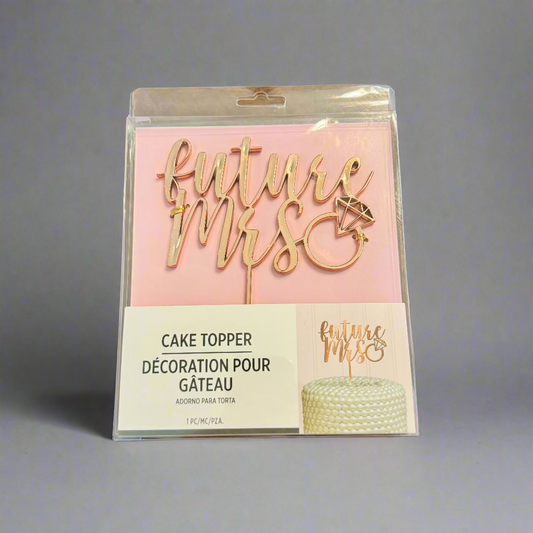 future
Mrs
CAKE TOPPER
DÉCORATION POUR
GÂTEAU
ADORNO PARA TORTA
1 PC/MC/PZA.
future
Mrs